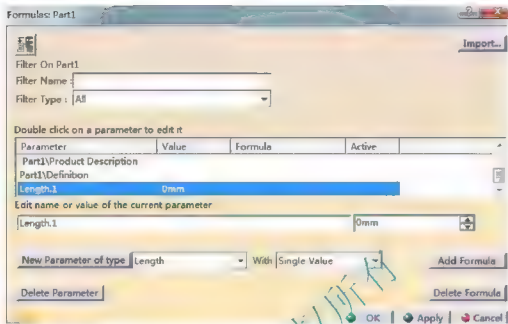 Formulas: Part1
Import...
Filter On Part1
Filter Name :
Filter Type : All
Double click on a parameter to edit it
Parameter Value Formula Active
Part1\Product Description
Part1\Definition
Length.1 0mm
Edit name or value of the current parameter
Length.1 0mm
New Parameter of type Length With Single Value Add Formula
Delete Parameter Delete Formula
OK Apply Cancel